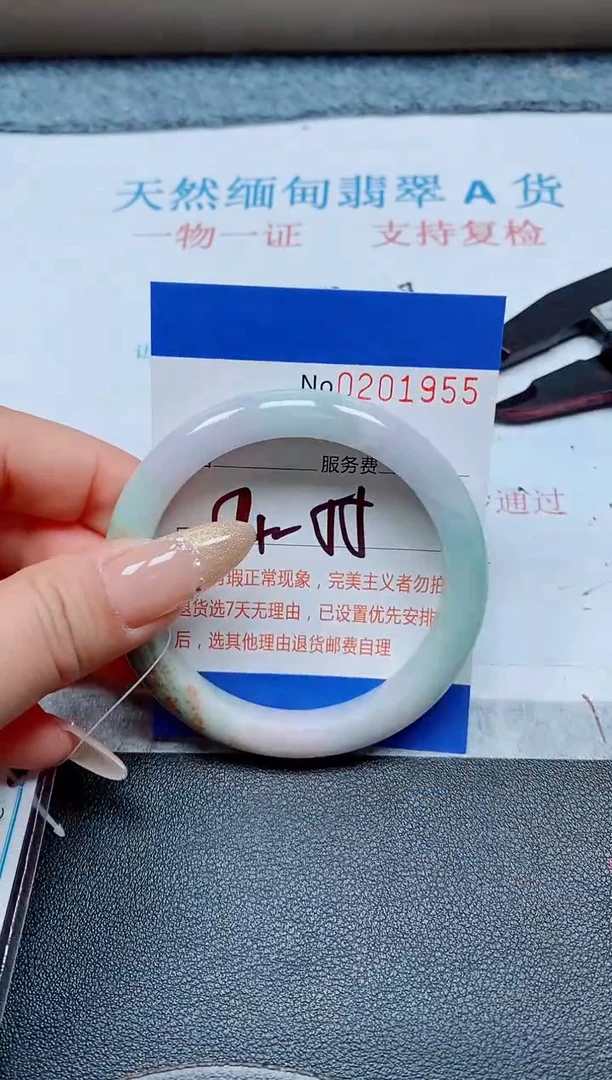 天然缅甸翡翠 A 货
一物一证 支持复检
No0201955
服务费
通过
瑕正常现象，完美主义者勿拍
退货选7天无理由，已设置优先安排
后，选其他理由退货邮费自理